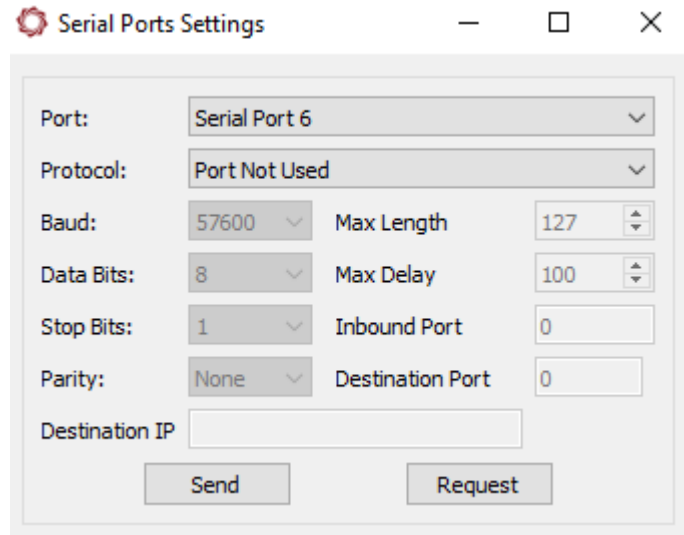 Serial Ports Settings
Port: Serial Port 6
Protocol: Port Not Used
Baud: 57600 Max Length 127
Data Bits: 8 Max Delay 100
Stop Bits: 1 Inbound Port 0
Parity: None Destination Port 0
Destination IP
Send Request